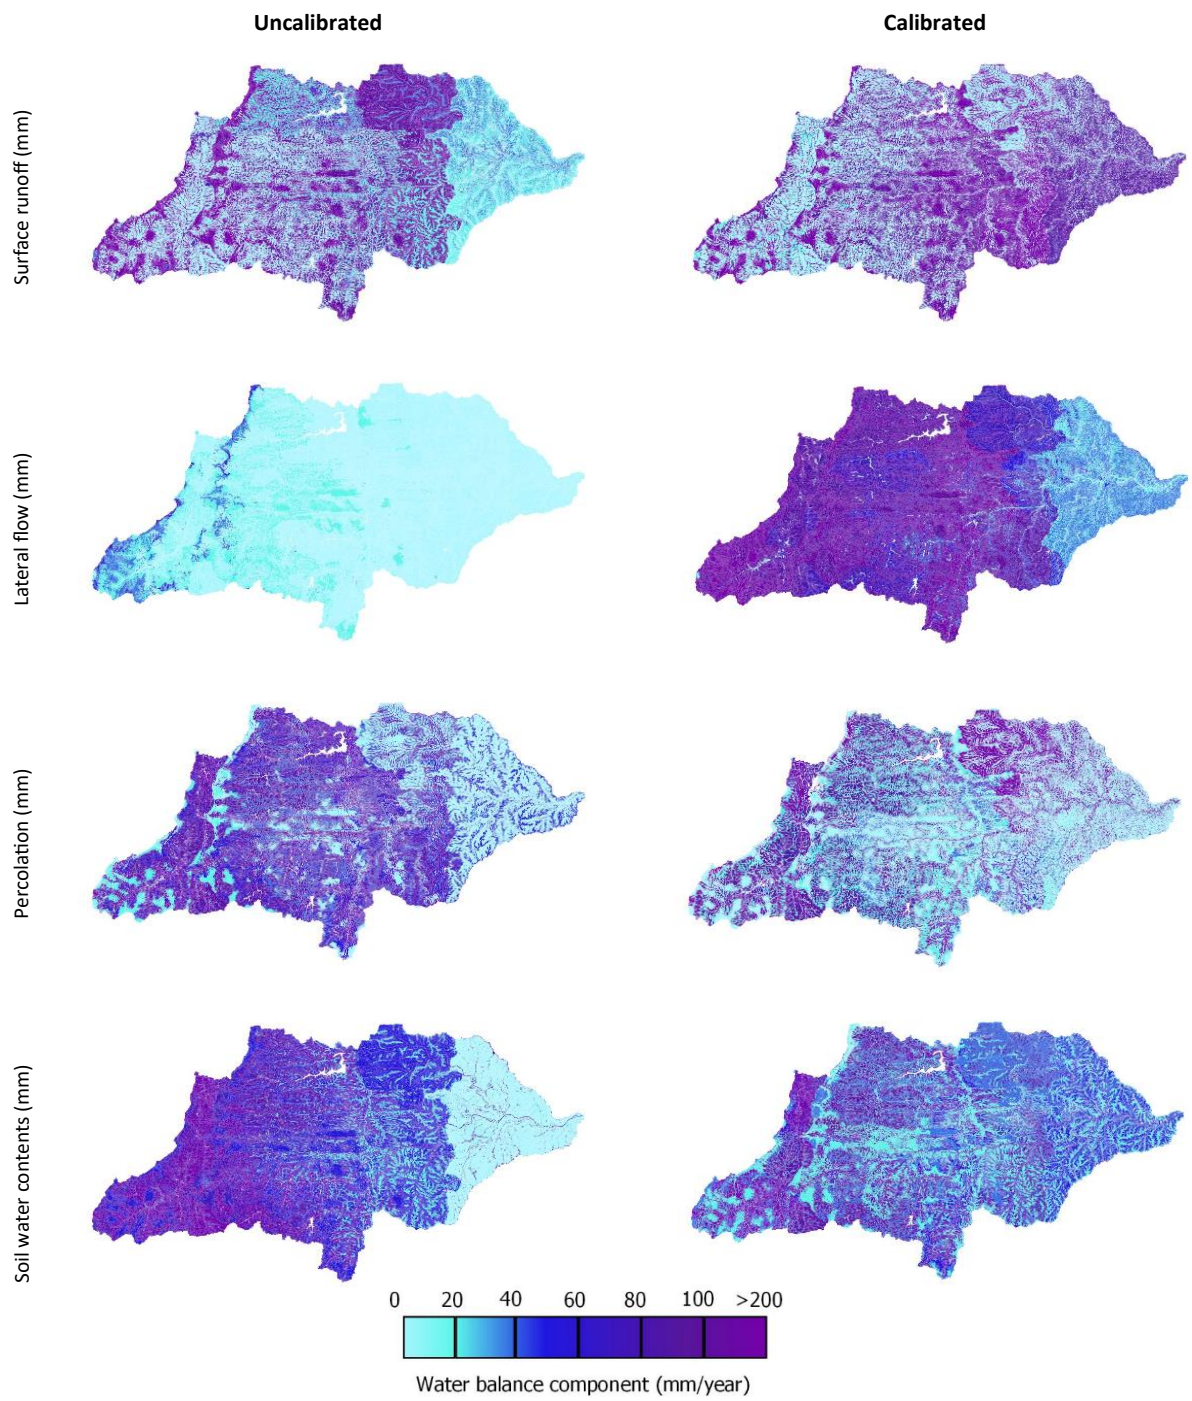 Uncalibrated
Calibrated
Surface runoff (mm)
Lateral flow (mm)
Percolation (mm)
Soil water contents (mm)
0 20 40 60 80 100 >200
Water balance component (mm/year)